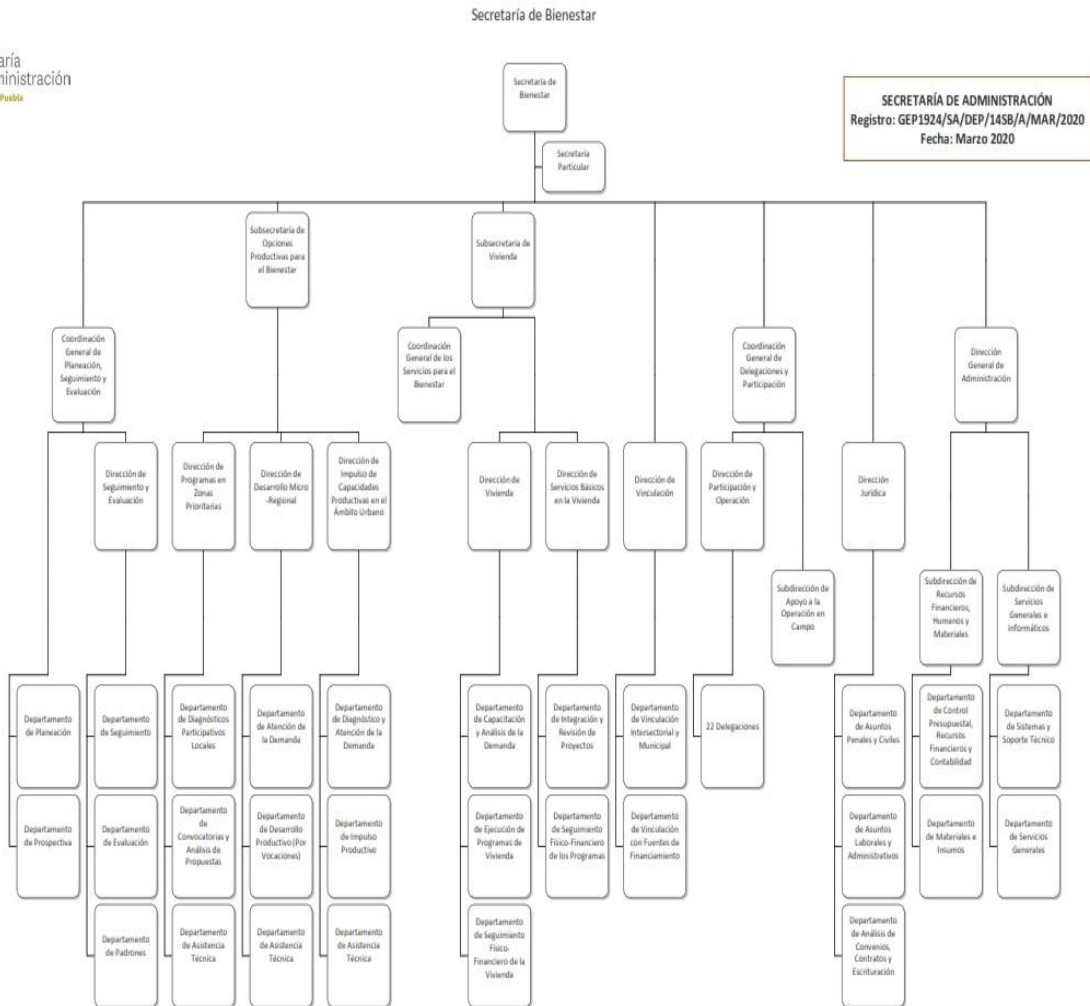 Secretaría de Bienestar
aría
ministración
Puebla
SECRETARÍA DE ADMINISTRACIÓN
Registro: GEP1924/SA/DEP/14SB/A/MAR/2020
Fecha: Marzo 2020
Secretaría de
Bienestar
Secretaría
Particular
Subsecretaría de
Opciones
Productivas para
el Bienestar
Subsecretaría de
Vivienda
Coordinación
General de
Planeación,
Seguimiento y
Evaluación
Coordinación
General de los
Servicios para el
Bienestar
Coordinación
General de
Delegaciones y
Participación
Dirección
General de
Administración
Dirección de
Seguimiento y
Evaluación
Dirección de
Programas en
Zonas
Prioritarias
Dirección de
Desarrollo Micro
-Regional
Dirección de
Impulso de
Capacidades
Productivas en el
Ámbito Urbano
Dirección de
Vivienda
Dirección de
Servicios Básicos
en la Vivienda
Dirección de
Vinculación
Dirección de
Participación y
Operación
Dirección
Jurídica
Subdirección de
Apoyo a la
Operación en
Campo
Subdirección de
Recursos
Financieros,
Humanos y
Materiales
Subdirección de
Servicios
Generales e
Informáticos
Departamento
de Planeación
Departamento
de Seguimiento
Departamento
de Diagnósticos
Participativos
Locales
Departamento
de Atención de
la Demanda
Departamento
de Diagnóstico y
Atención de la
Demanda
Departamento
de Capacitación
y Análisis de la
Demanda
Departamento
de Integración y
Revisión de
Proyectos
Departamento
de Vinculación
Intersectorial y
Municipal
22 Delegaciones
Departamento
de Asuntos
Penales y Civiles
Departamento
de Control
Presupuestal,
Recursos
Financieros y
Contabilidad
Departamento
de Sistemas y
Soporte Técnico
Departamento
de Prospectiva
Departamento
de Evaluación
Departamento
de
Convocatorias y
Análisis de
Propuestas
Departamento
de Desarrollo
Productivo (Por
Vocaciones)
Departamento
de Impulso
Productivo
Departamento
de Ejecución de
Programas de
Vivienda
Departamento
de Seguimiento
Físico-Financiero
de los Programas
Departamento
de Vinculación
con Fuentes de
Financiamiento
Departamento
de Asuntos
Laborales y
Administrativos
Departamento
de Materiales e
Insumos
Departamento
de Servicios
Generales
Departamento
de Padrones
Departamento
de Asistencia
Técnica
Departamento
de Asistencia
Técnica
Departamento
de Asistencia
Técnica
Departamento
de Seguimiento
Físico-
Financiero de la
Vivienda
Departamento
de Análisis de
Convenios,
Contratos y
Escrituración